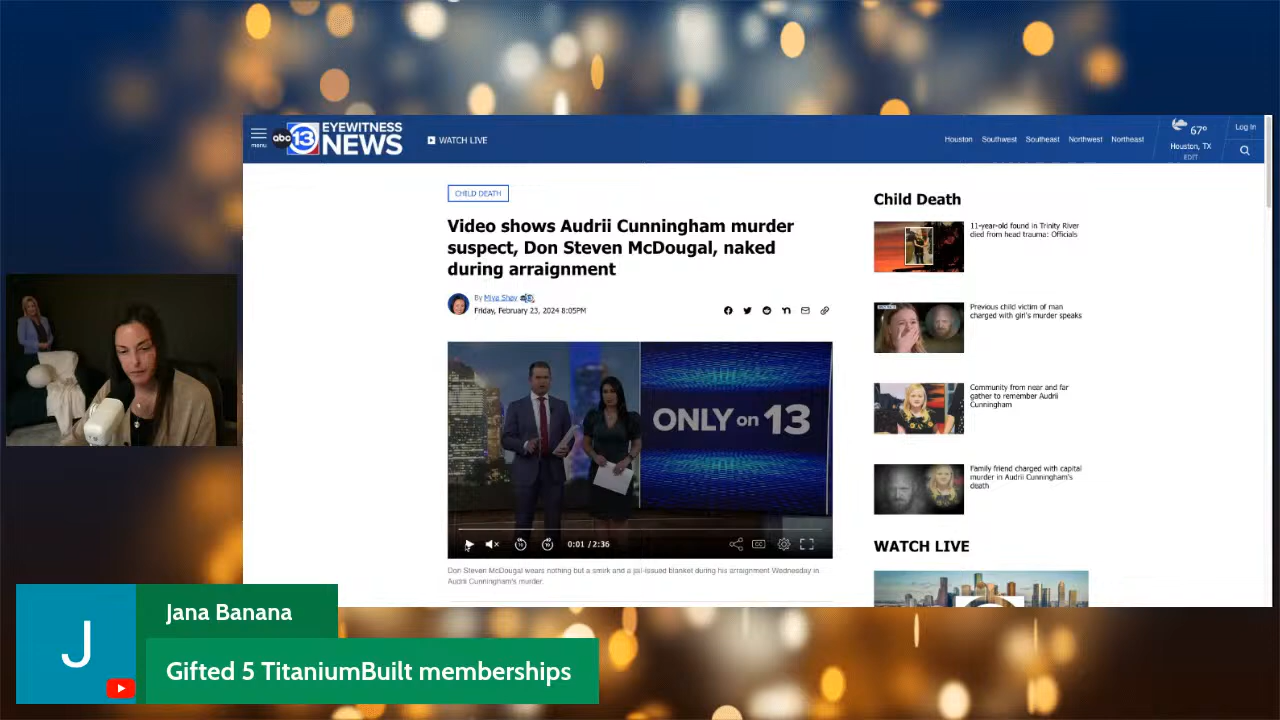 menu
abc 13 EYEWITNESS
NEWS
WATCH LIVE
Houston Southwest Southeast Northwest Northeast
67°
Houston, TX
EDIT
Log In
CHILD DEATH
Video shows Audrii Cunningham murder
suspect, Don Steven McDougal, naked
during arraignment
By Miya Shay
Friday, February 23, 2024 8:05PM
ONLY on 13
0:01 / 2:36
CC
Don Steven McDougal wears nothing but a smirk and a jail-issued blanket during his arraignment Wednesday in
Audrii Cunningham's murder.
Child Death
11-year-old found in Trinity River
died from head trauma: Officials
Previous child victim of man
charged with girl's murder speaks
Community from near and far
gather to remember Audrii
Cunningham
Family friend charged with capital
murder in Audrii Cunningham's
death
WATCH LIVE
J
Jana Banana
Gifted 5 TitaniumBuilt memberships